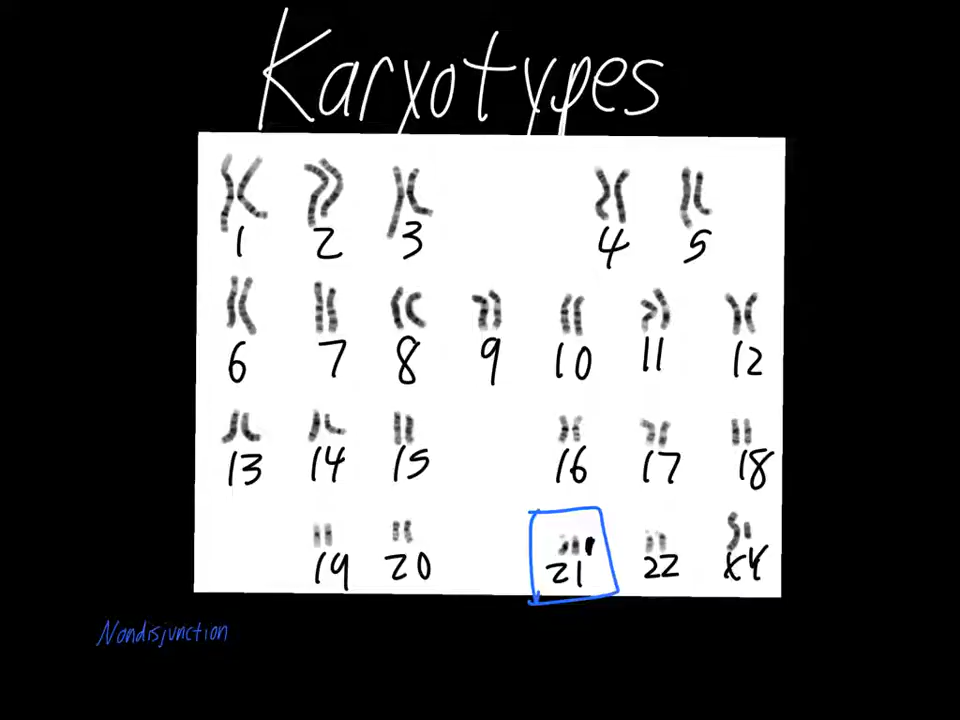 Karyotypes
1 2 3 4 5
6 7 8 9 10 11 12
13 14 15 16 17 18
19 20 21 22 XY
Nondisjunction